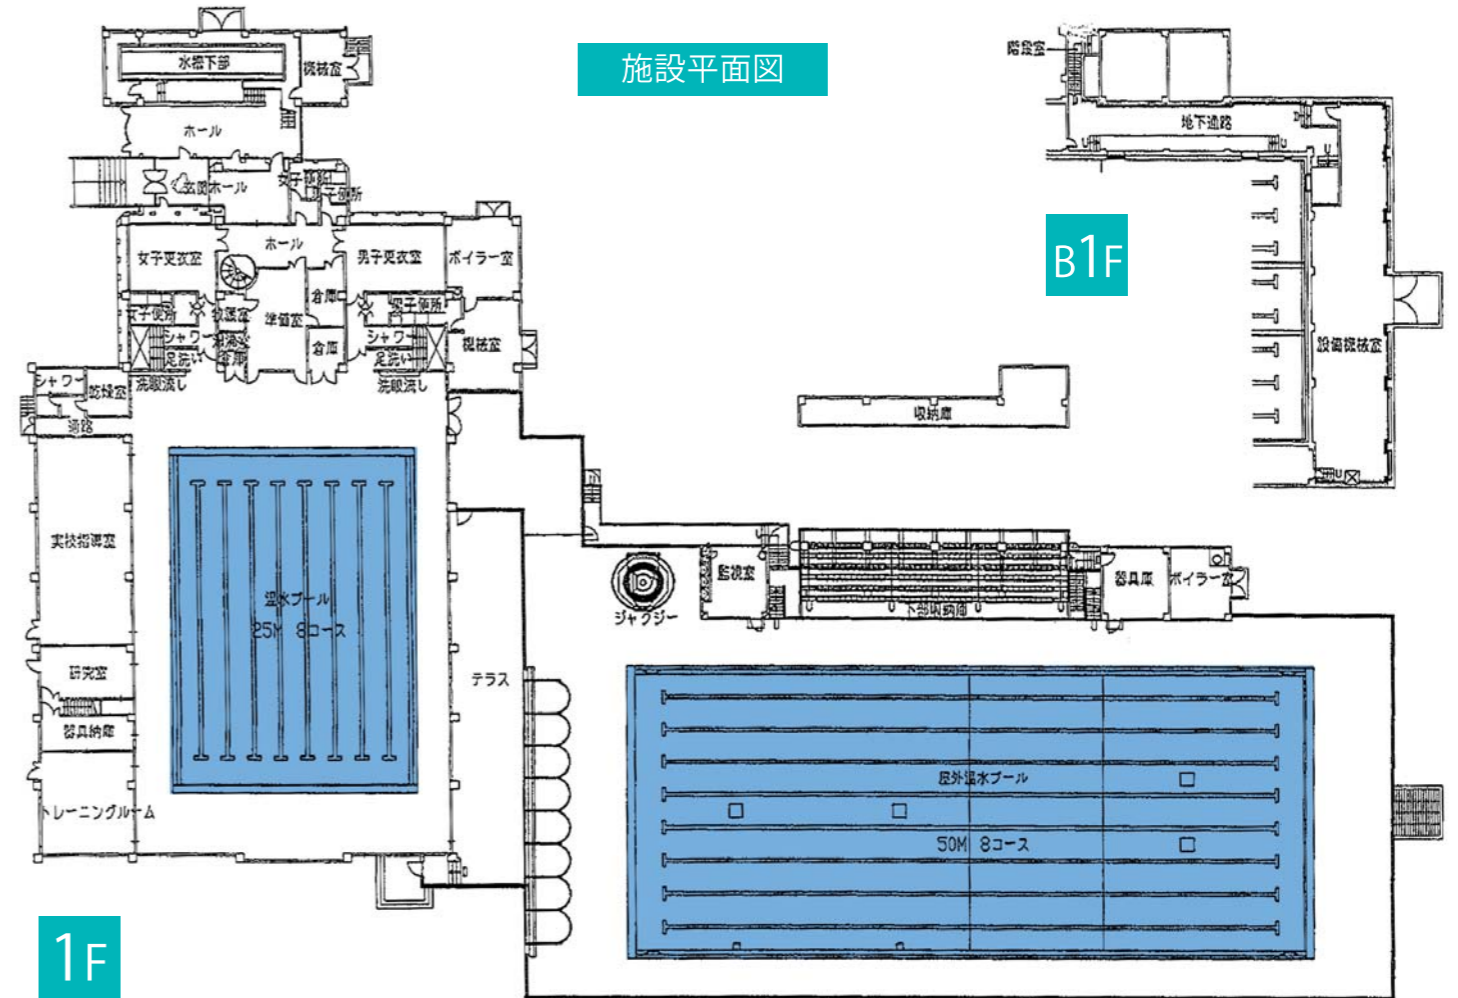 施設平面図
水槽下部
機械室
ホール
玄関ホール
女子便所
男子便所
ホール
女子更衣室
男子更衣室
ボイラー室
女子便所
救護室
準備室
倉庫
男子便所
シャワー
足洗い
倉庫
倉庫
シャワー
足洗い
機械室
洗眼流し
洗眼流し
シャワー
乾燥室
通路
実技指導室
温水プール
25M 8コース
研究室
器具納庫
トレーニングルーム
テラス
ジャクジー
監視室
下部収納庫
器具庫
ボイラー室
屋外温水プール
50M 8コース
1F
階段室
地下通路
B1F
設備機械室
収納庫